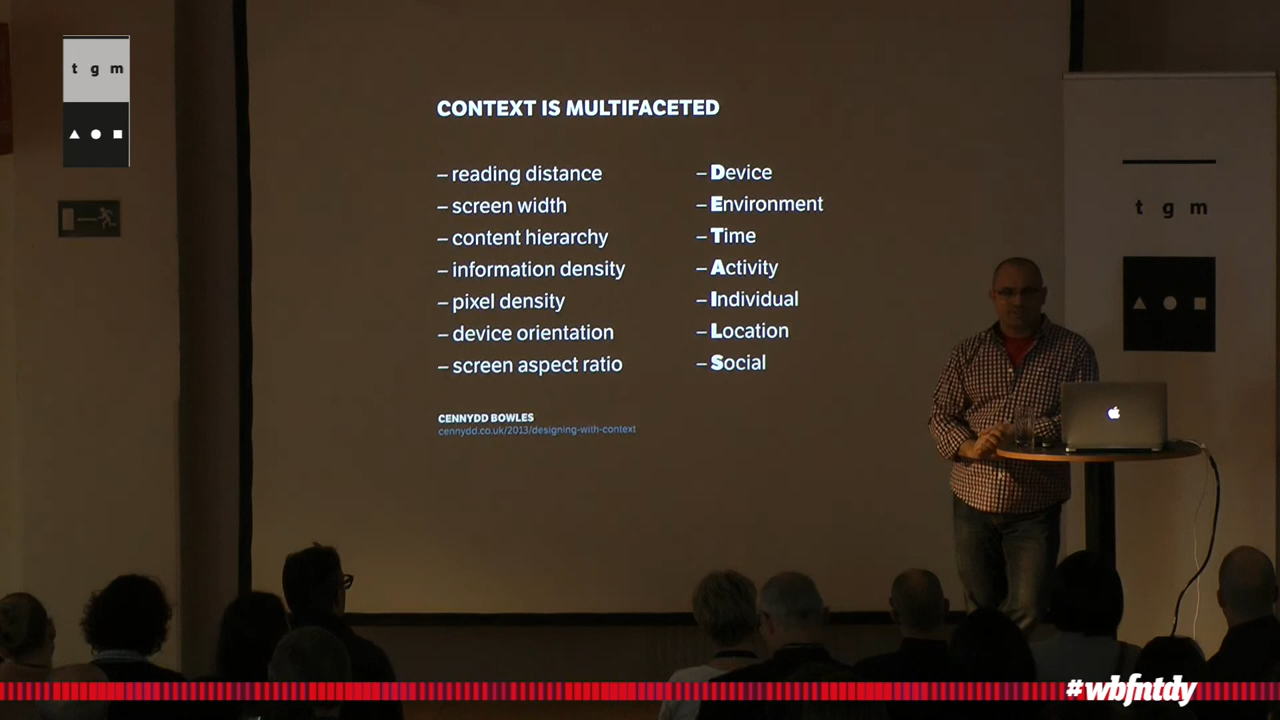 t g m
CONTEXT IS MULTIFACETED
– reading distance
– screen width
– content hierarchy
– information density
– pixel density
– device orientation
– screen aspect ratio
– Device
– Environment
– Time
– Activity
– Individual
– Location
– Social
CENNYDD BOWLES
cennydd.co.uk/2013/designing-with-context
t g m
#wbfntdy